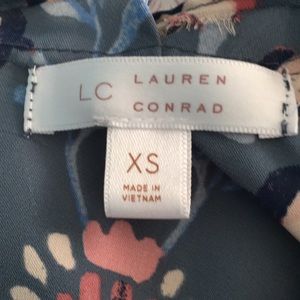 LC LAUREN
CONRAD
XS
MADE IN
VIETNAM